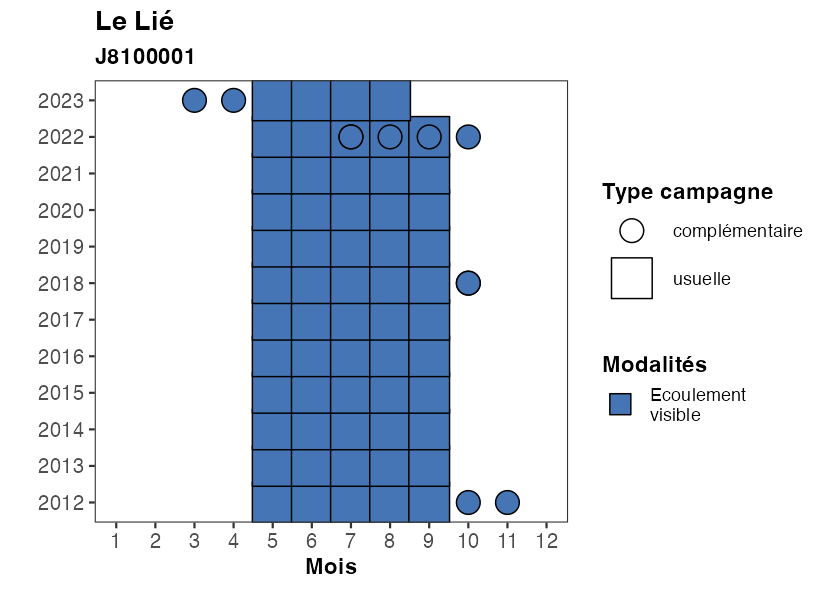 Le Lié
J8100001
2023
2022
2021
2020
2019
2018
2017
2016
2015
2014
2013
2012
1 2 3 4 5 6 7 8 9 10 11 12
Mois
Type campagne
complémentaire
usuelle
Modalités
Ecoulement
visible